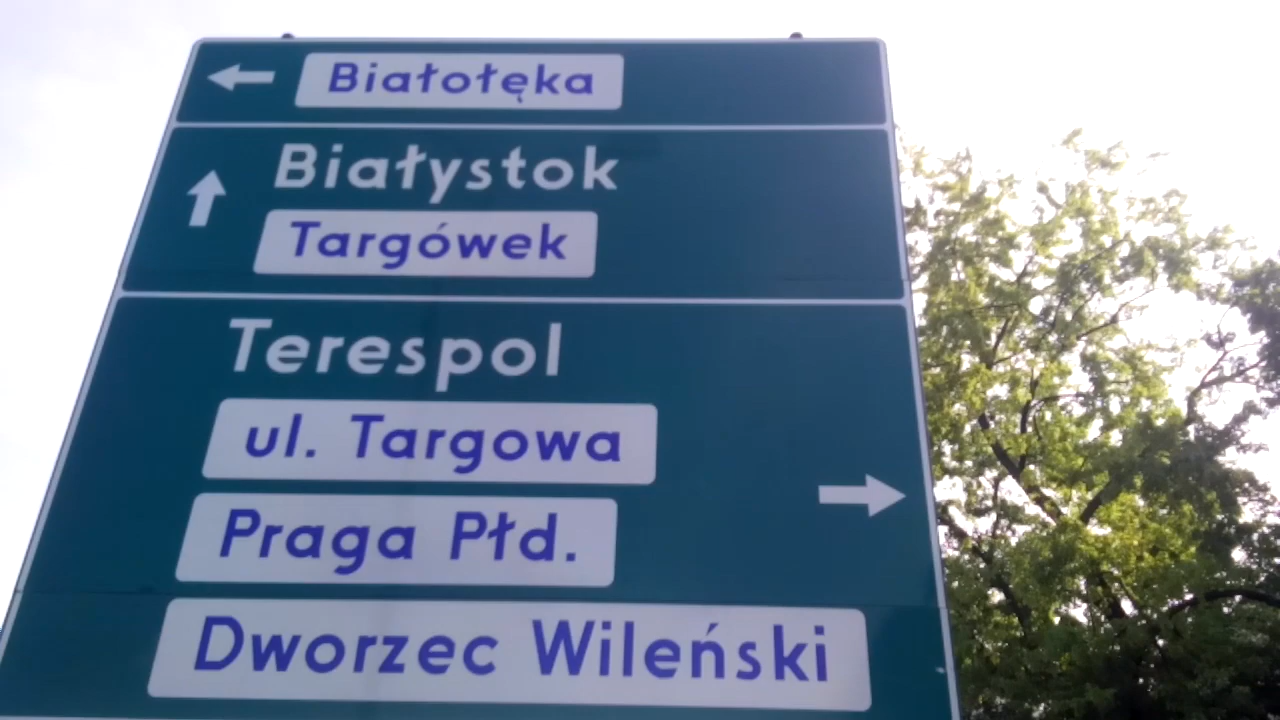 Białołęka
Białystok
Targówek
Terespol
ul. Targowa
Praga Płd.
Dworzec Wileński